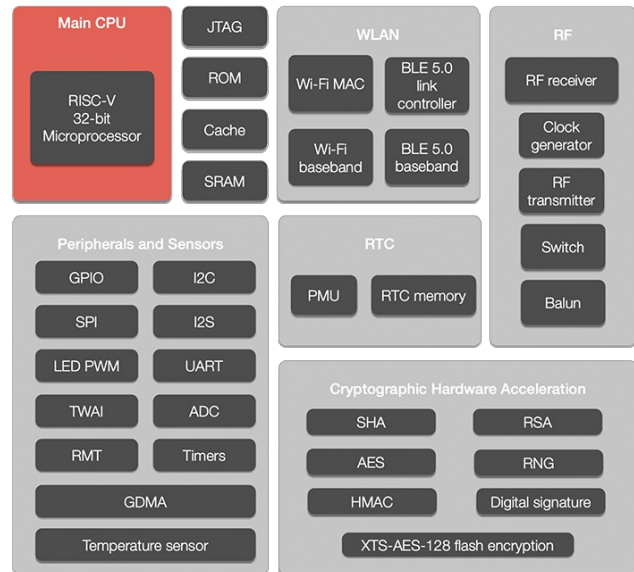 Main CPU
RISC-V
32-bit
Microprocessor
JTAG
ROM
Cache
SRAM
WLAN
Wi-Fi MAC
BLE 5.0
link
controller
Wi-Fi
baseband
BLE 5.0
baseband
RF
RF receiver
Clock
generator
RF
transmitter
Switch
Balun
Peripherals and Sensors
GPIO
I2C
SPI
I2S
LED PWM
UART
TWAI
ADC
RMT
Timers
GDMA
Temperature sensor
RTC
PMU
RTC memory
Cryptographic Hardware Acceleration
SHA
RSA
AES
RNG
HMAC
Digital signature
XTS-AES-128 flash encryption